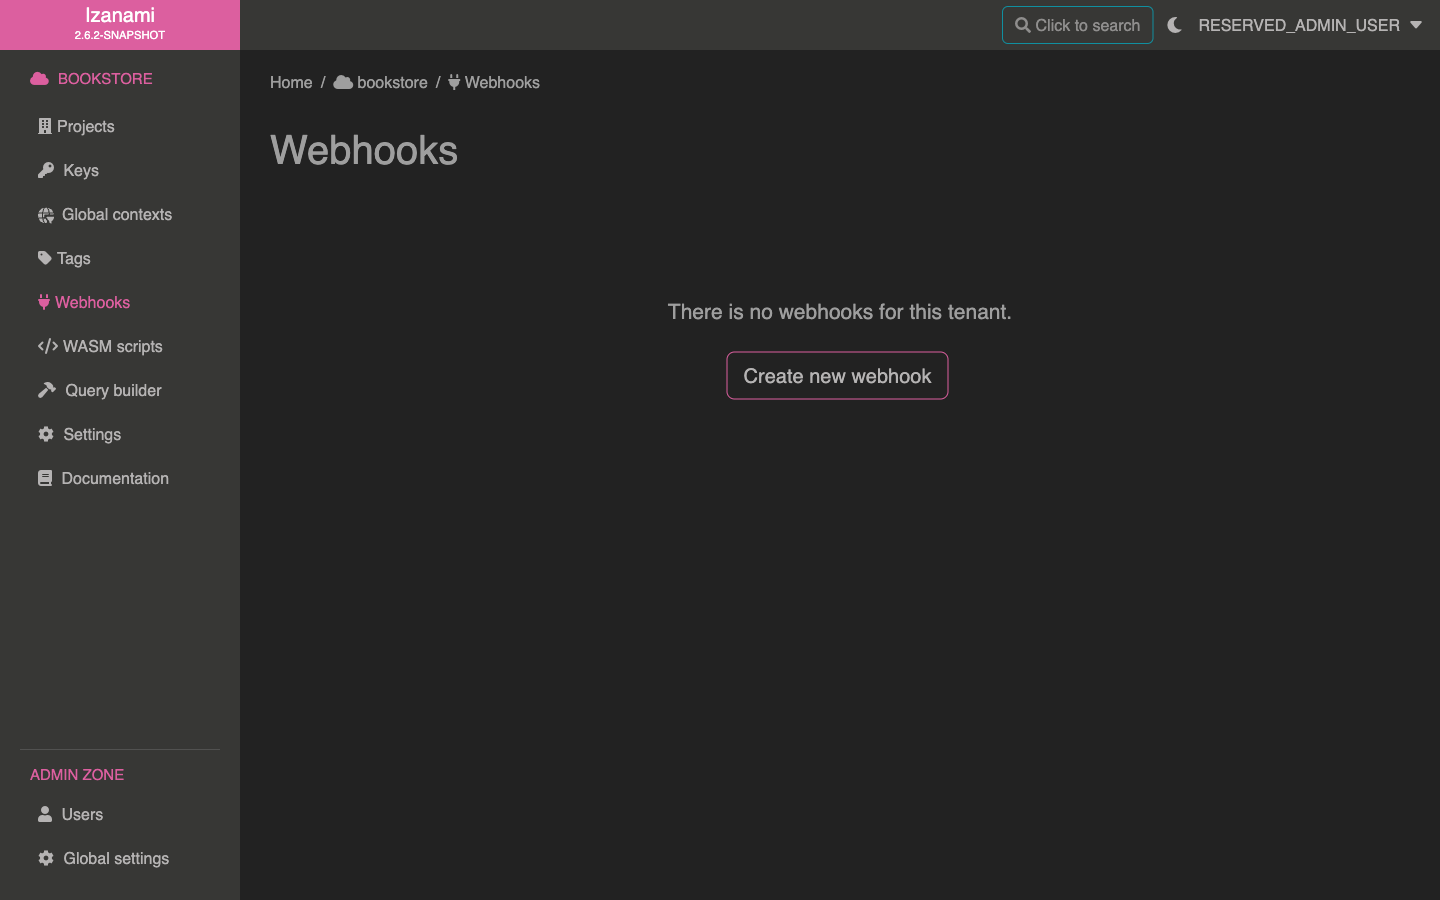 Izanami
2.6.2-SNAPSHOT
Click to search
RESERVED_ADMIN_USER
BOOKSTORE
Projects
Keys
Global contexts
Tags
Webhooks
WASM scripts
Query builder
Settings
Documentation
ADMIN ZONE
Users
Global settings
Home / bookstore / Webhooks
Webhooks
There is no webhooks for this tenant.
Create new webhook